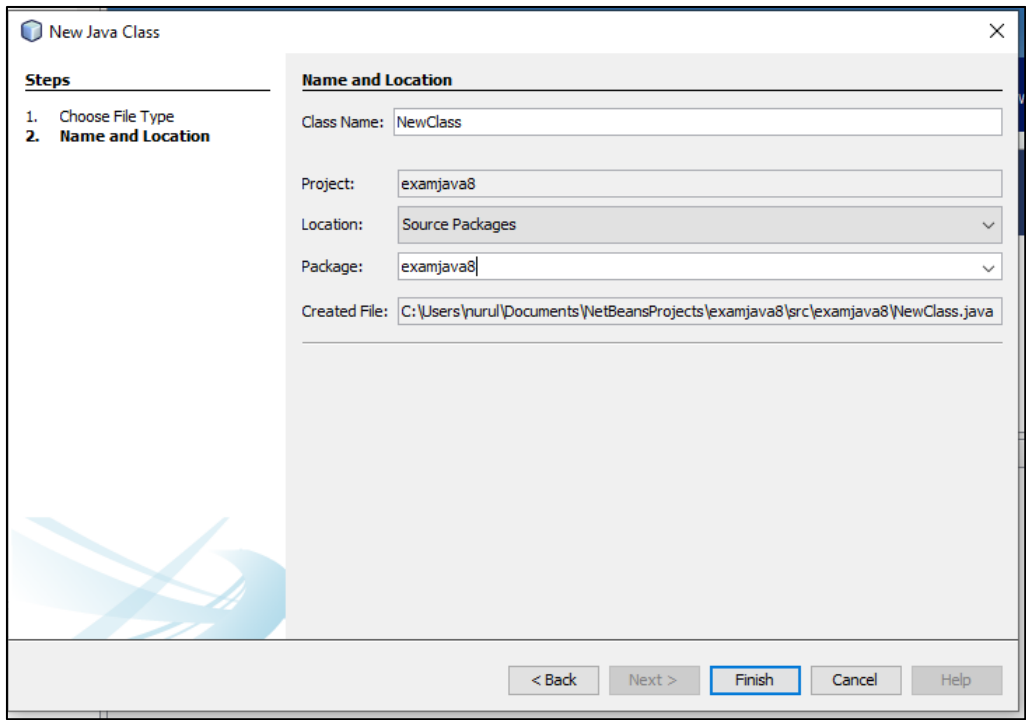 New Java Class
Steps
1. Choose File Type
2. Name and Location
Name and Location
Class Name: NewClass
Project: examjava8
Location: Source Packages
Package: examjava8
Created File: C:\Users\nurul\Documents\NetBeansProjects\examjava8\src\examjava8\NewClass.java
< Back Next > Finish Cancel Help